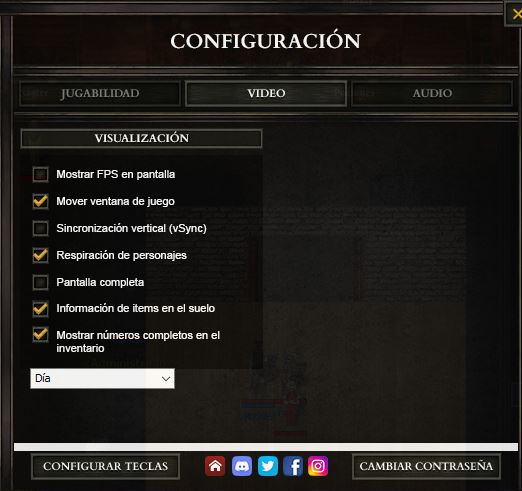 CONFIGURACIÓN
JUGABILIDAD
VIDEO
AUDIO
VISUALIZACIÓN
Mostrar FPS en pantalla
Mover ventana de juego
Sincronización vertical (vSync)
Respiración de personajes
Pantalla completa
Información de items en el suelo
Mostrar números completos en el
inventario
Día
CONFIGURAR TECLAS
CAMBIAR CONTRASEÑA